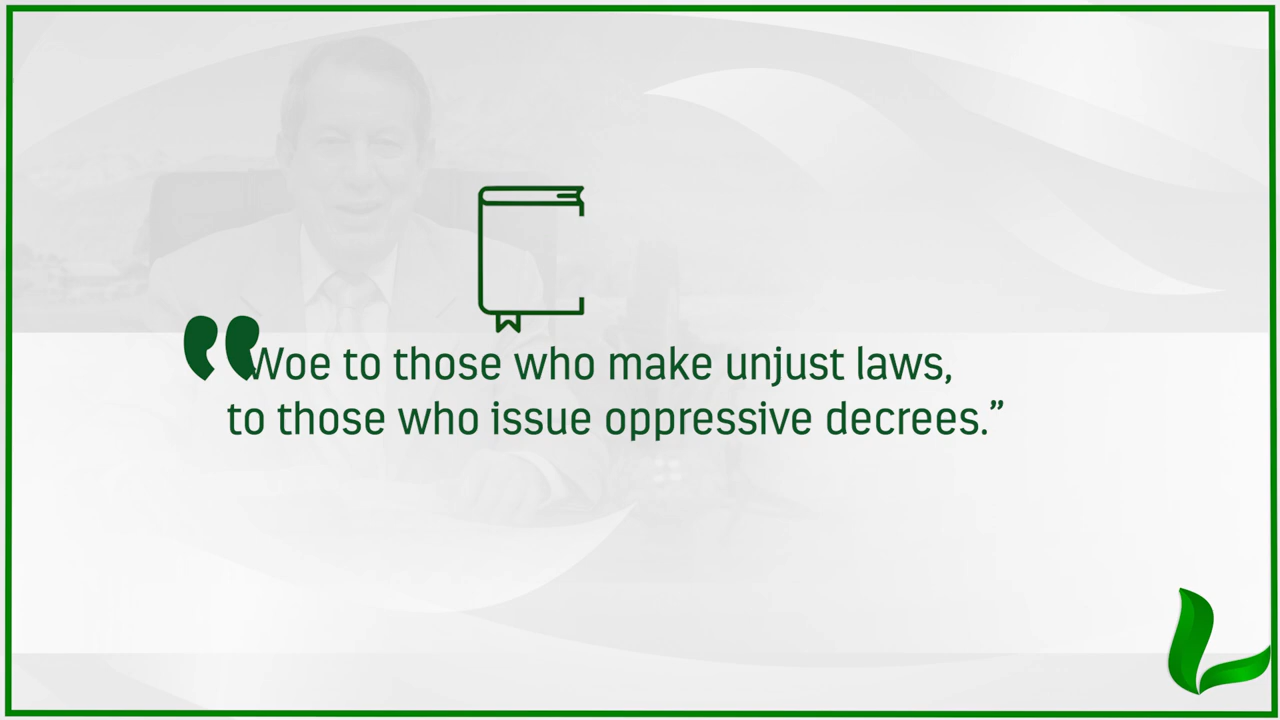 “Woe to those who make unjust laws,
to those who issue oppressive decrees.”